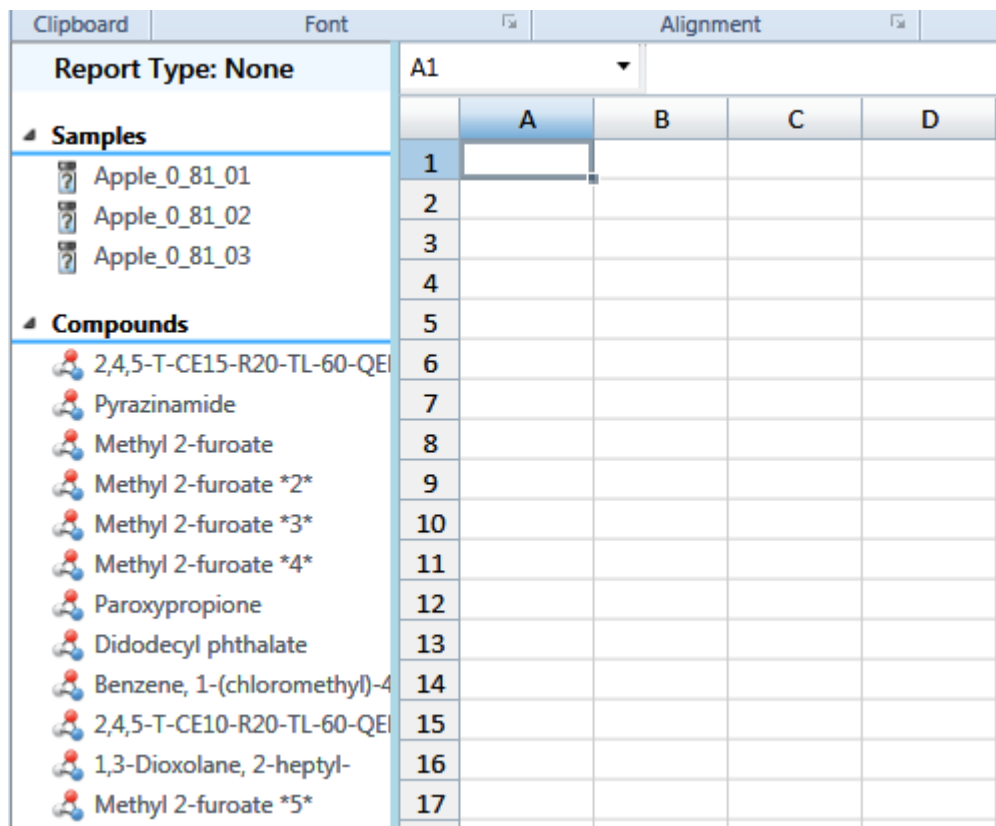 Clipboard Font Alignment
Report Type: None A1
A B C D
Samples
1
Apple_0_81_01
2
Apple_0_81_02
3
Apple_0_81_03
4
Compounds 5
2,4,5-T-CE15-R20-TL-60-QEI 6
Pyrazinamide 7
Methyl 2-furoate 8
Methyl 2-furoate *2* 9
Methyl 2-furoate *3* 10
Methyl 2-furoate *4* 11
Paroxypropione 12
Didodecyl phthalate 13
Benzene, 1-(chloromethyl)-4 14
2,4,5-T-CE10-R20-TL-60-QEI 15
1,3-Dioxolane, 2-heptyl- 16
Methyl 2-furoate *5* 17